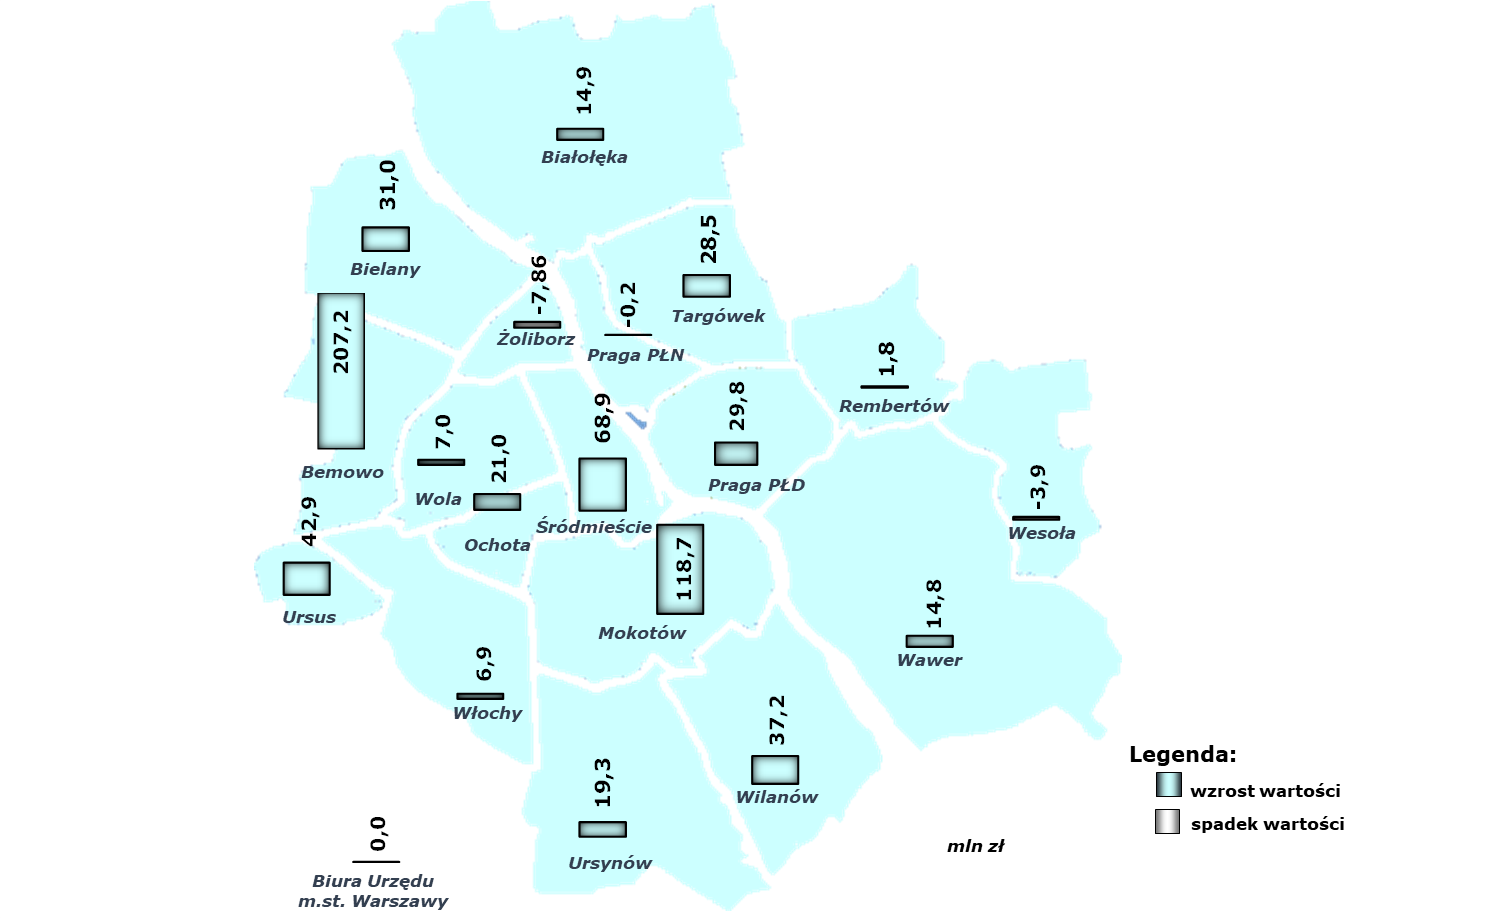 14,9
Białołęka
31,0
Bielany
28,5
Targówek
-7,86
Żoliborz
-0,2
Praga PŁN
207,2
Bemowo
1,8
Rembertów
7,0
Wola
21,0
Ochota
68,9
Śródmieście
29,8
Praga PŁD
-3,9
Wesoła
42,9
Ursus
118,7
Mokotów
14,8
Wawer
6,9
Włochy
37,2
Wilanów
19,3
Ursynów
0,0
Biura Urzędu
m.st. Warszawy
mln zł
Legenda:
wzrost wartości
spadek wartości